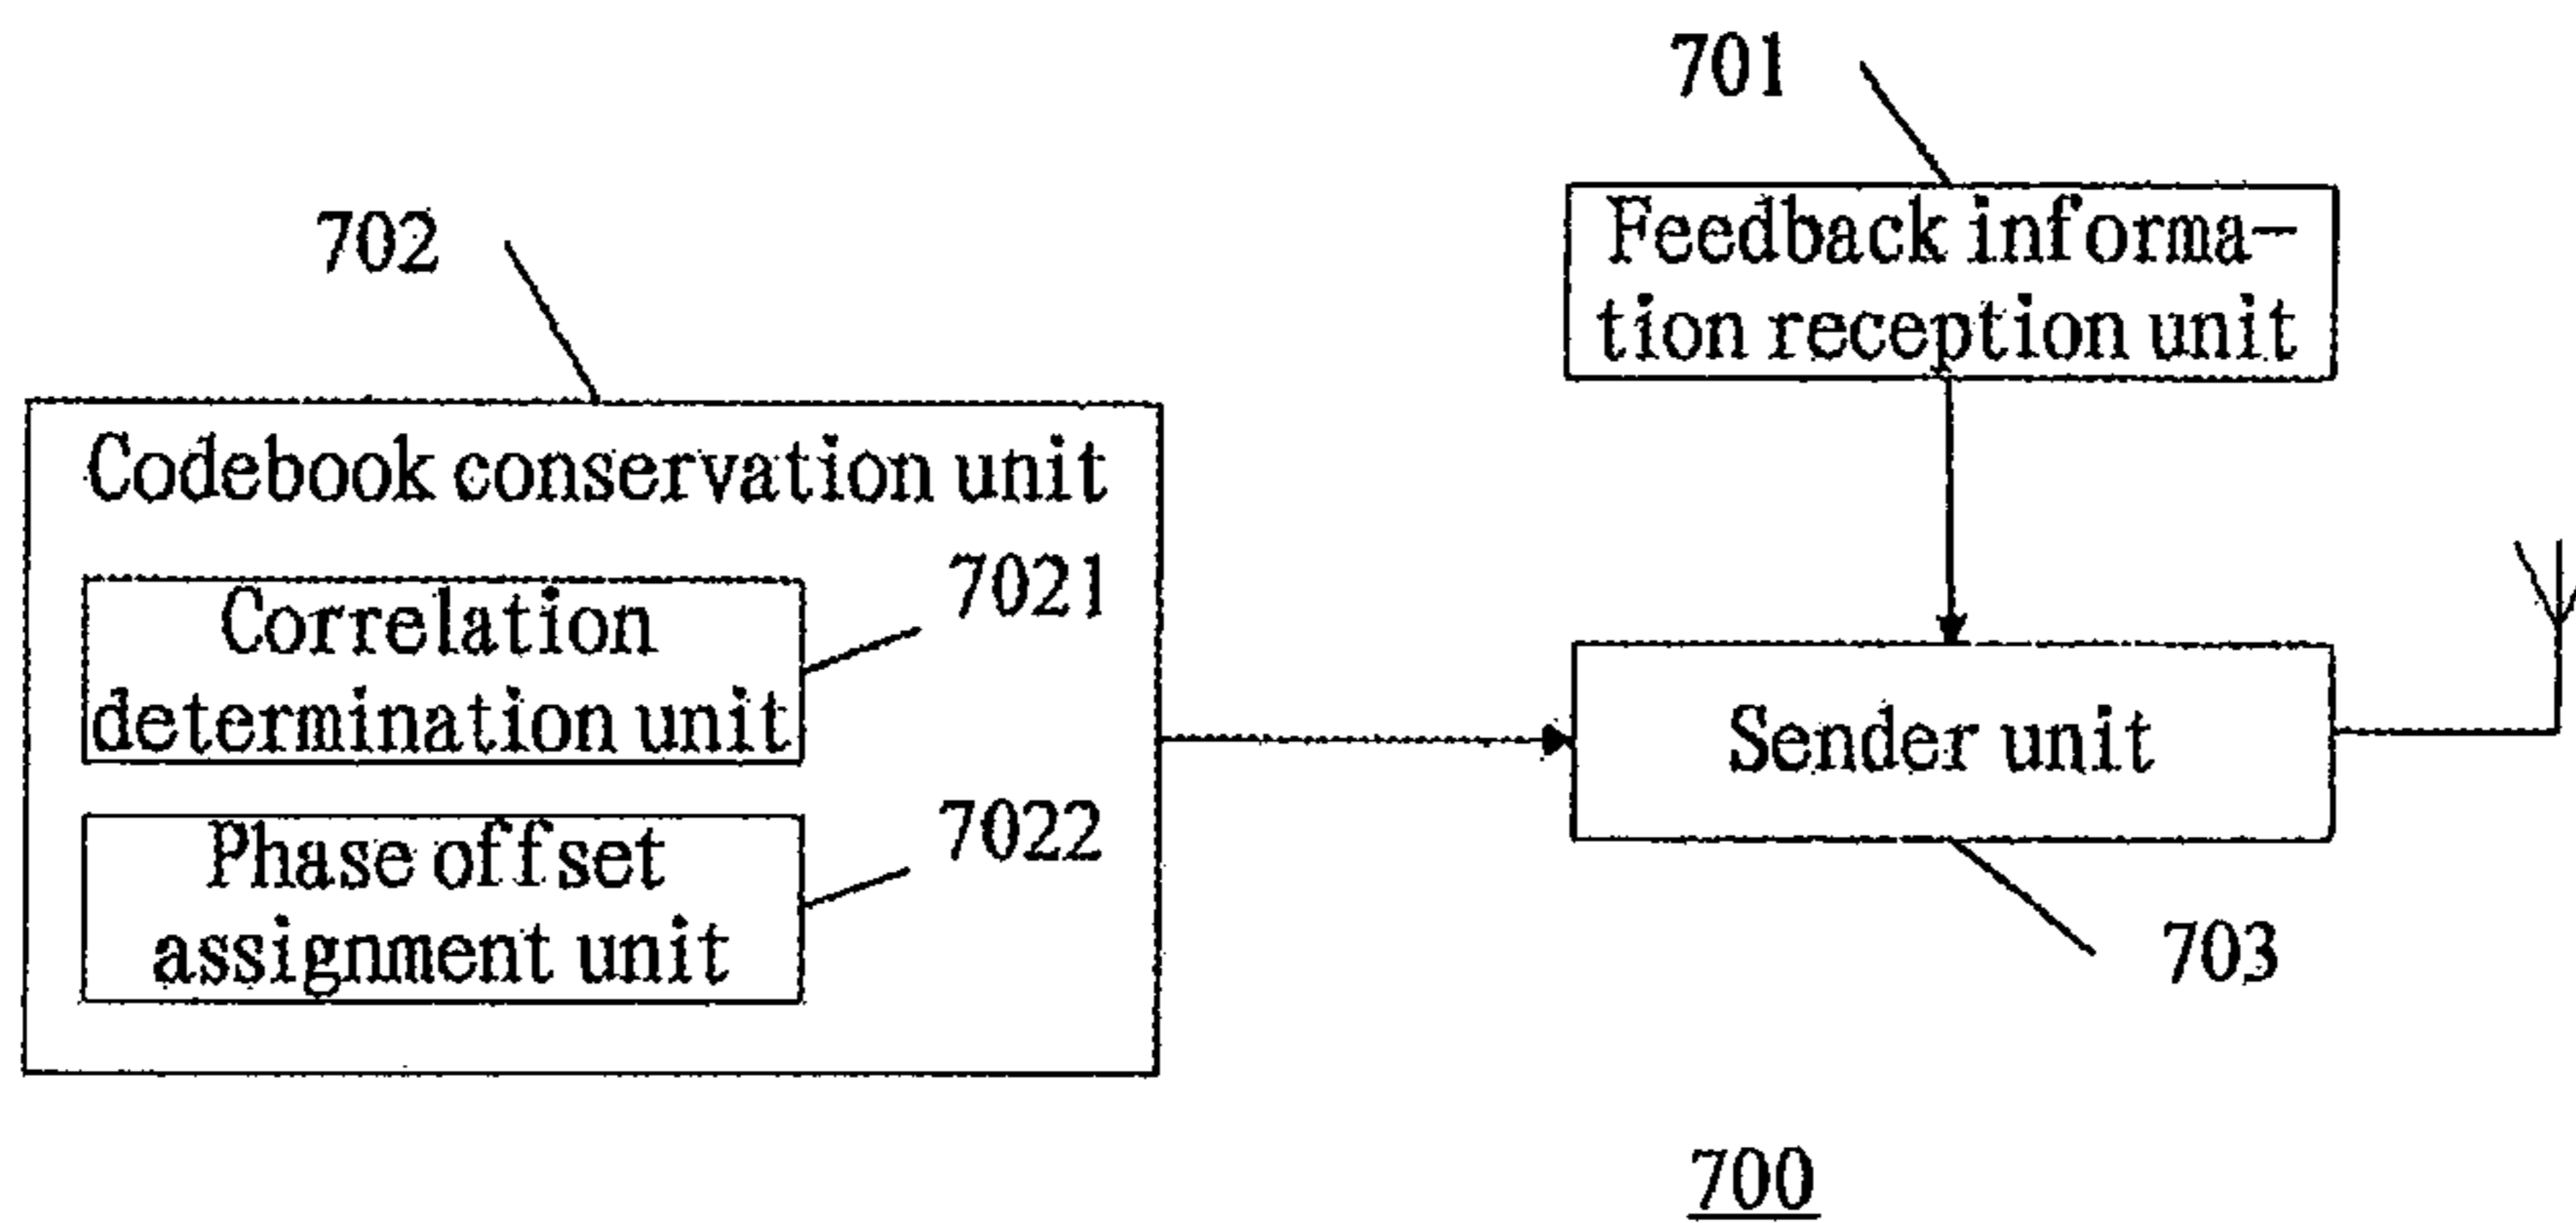 701
Feedback informa-
tion reception unit
702
Codebook conservation unit
7021
Correlation
determination unit
7022
Phase offset
assignment unit
Sender unit
703
700